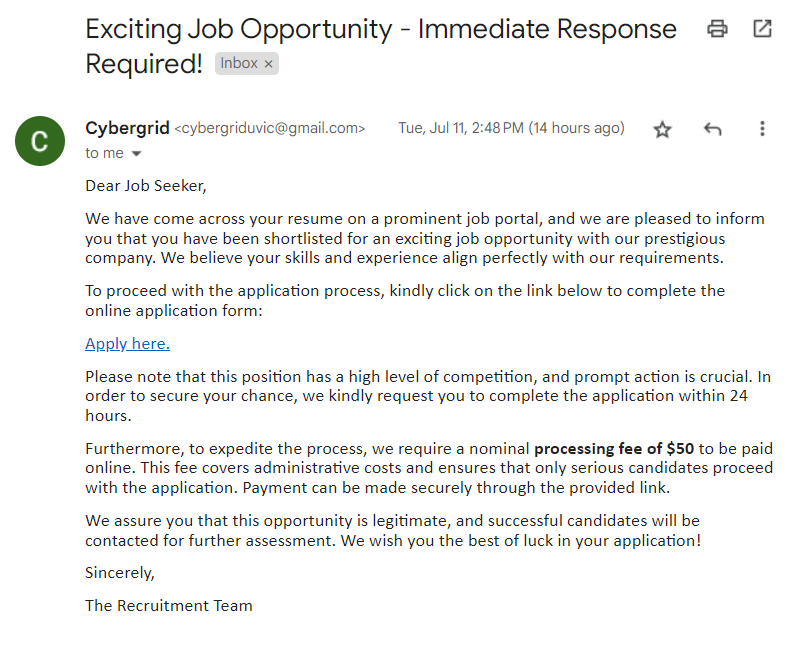 Exciting Job Opportunity - Immediate Response
Required! Inbox ×
C
Cybergrid <cybergriduvic@gmail.com> Tue, Jul 11, 2:48 PM (14 hours ago)
to me
Dear Job Seeker,
We have come across your resume on a prominent job portal, and we are pleased to inform
you that you have been shortlisted for an exciting job opportunity with our prestigious
company. We believe your skills and experience align perfectly with our requirements.
To proceed with the application process, kindly click on the link below to complete the
online application form:
Apply here.
Please note that this position has a high level of competition, and prompt action is crucial. In
order to secure your chance, we kindly request you to complete the application within 24
hours.
Furthermore, to expedite the process, we require a nominal processing fee of $50 to be paid
online. This fee covers administrative costs and ensures that only serious candidates proceed
with the application. Payment can be made securely through the provided link.
We assure you that this opportunity is legitimate, and successful candidates will be
contacted for further assessment. We wish you the best of luck in your application!
Sincerely,
The Recruitment Team